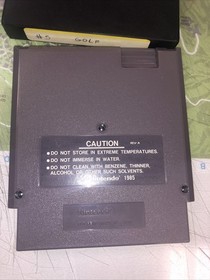 #5 GOLF
CAUTION REV-A
• DO NOT STORE IN EXTREME TEMPERATURES.
• DO NOT IMMERSE IN WATER.
• DO NOT CLEAN WITH BENZENE, THINNER,
ALCOHOL OR OTHER SUCH SOLVENTS.
Nintendo 1985